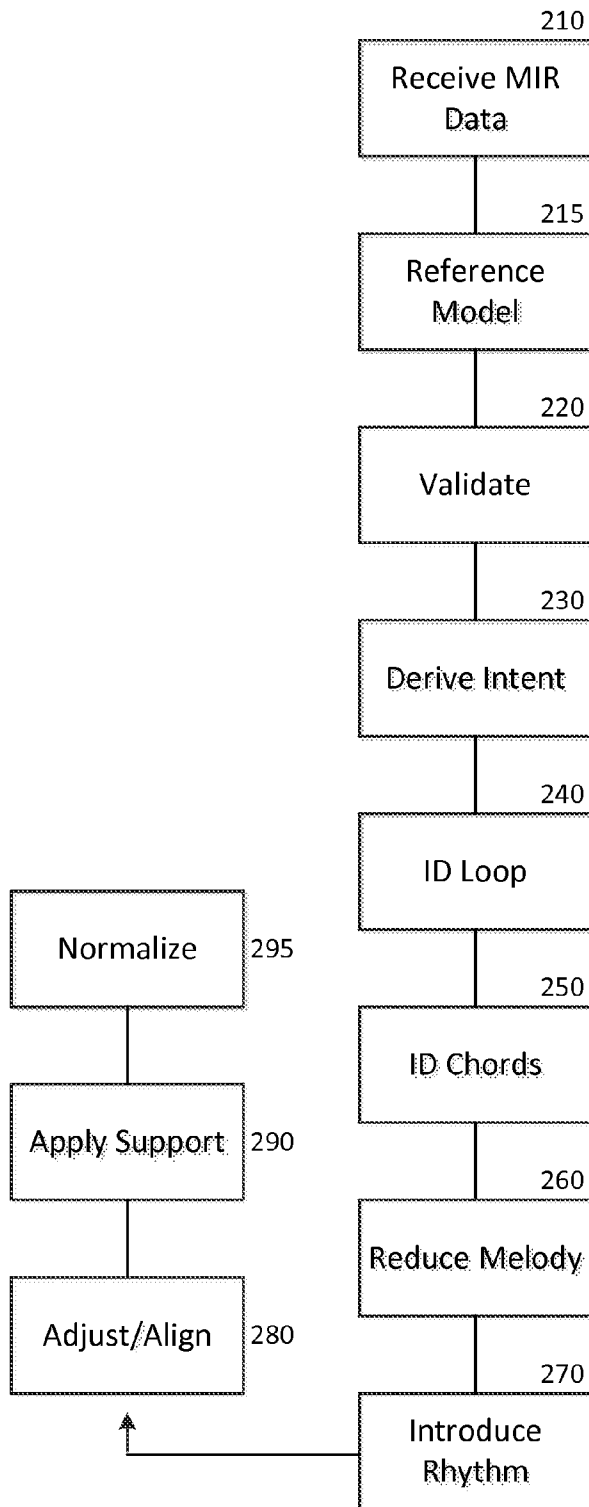 210
Receive MIR
Data
215
Reference
Model
220
Validate
230
Derive Intent
240
ID Loop
250
ID Chords
260
Reduce Melody
270
Introduce
Rhythm
Adjust/Align
280
Apply Support
290
Normalize
295